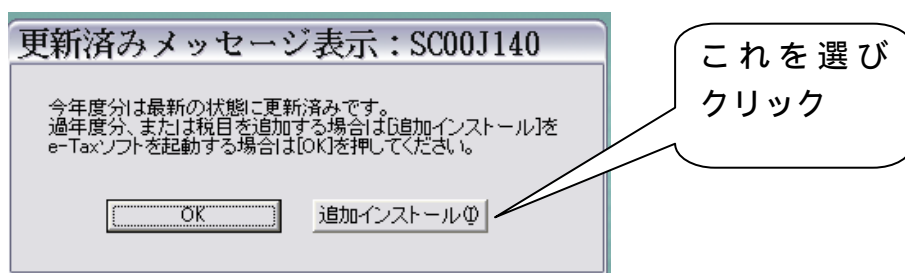 更新済みメッセージ表示：SC00J140
今年度分は最新の状態に更新済みです。
過年度分、または税目を追加する場合は[追加インストール]を
e-Taxソフトを起動する場合は[OK]を押してください。
OK
追加インストール(I)
これを選び
クリック